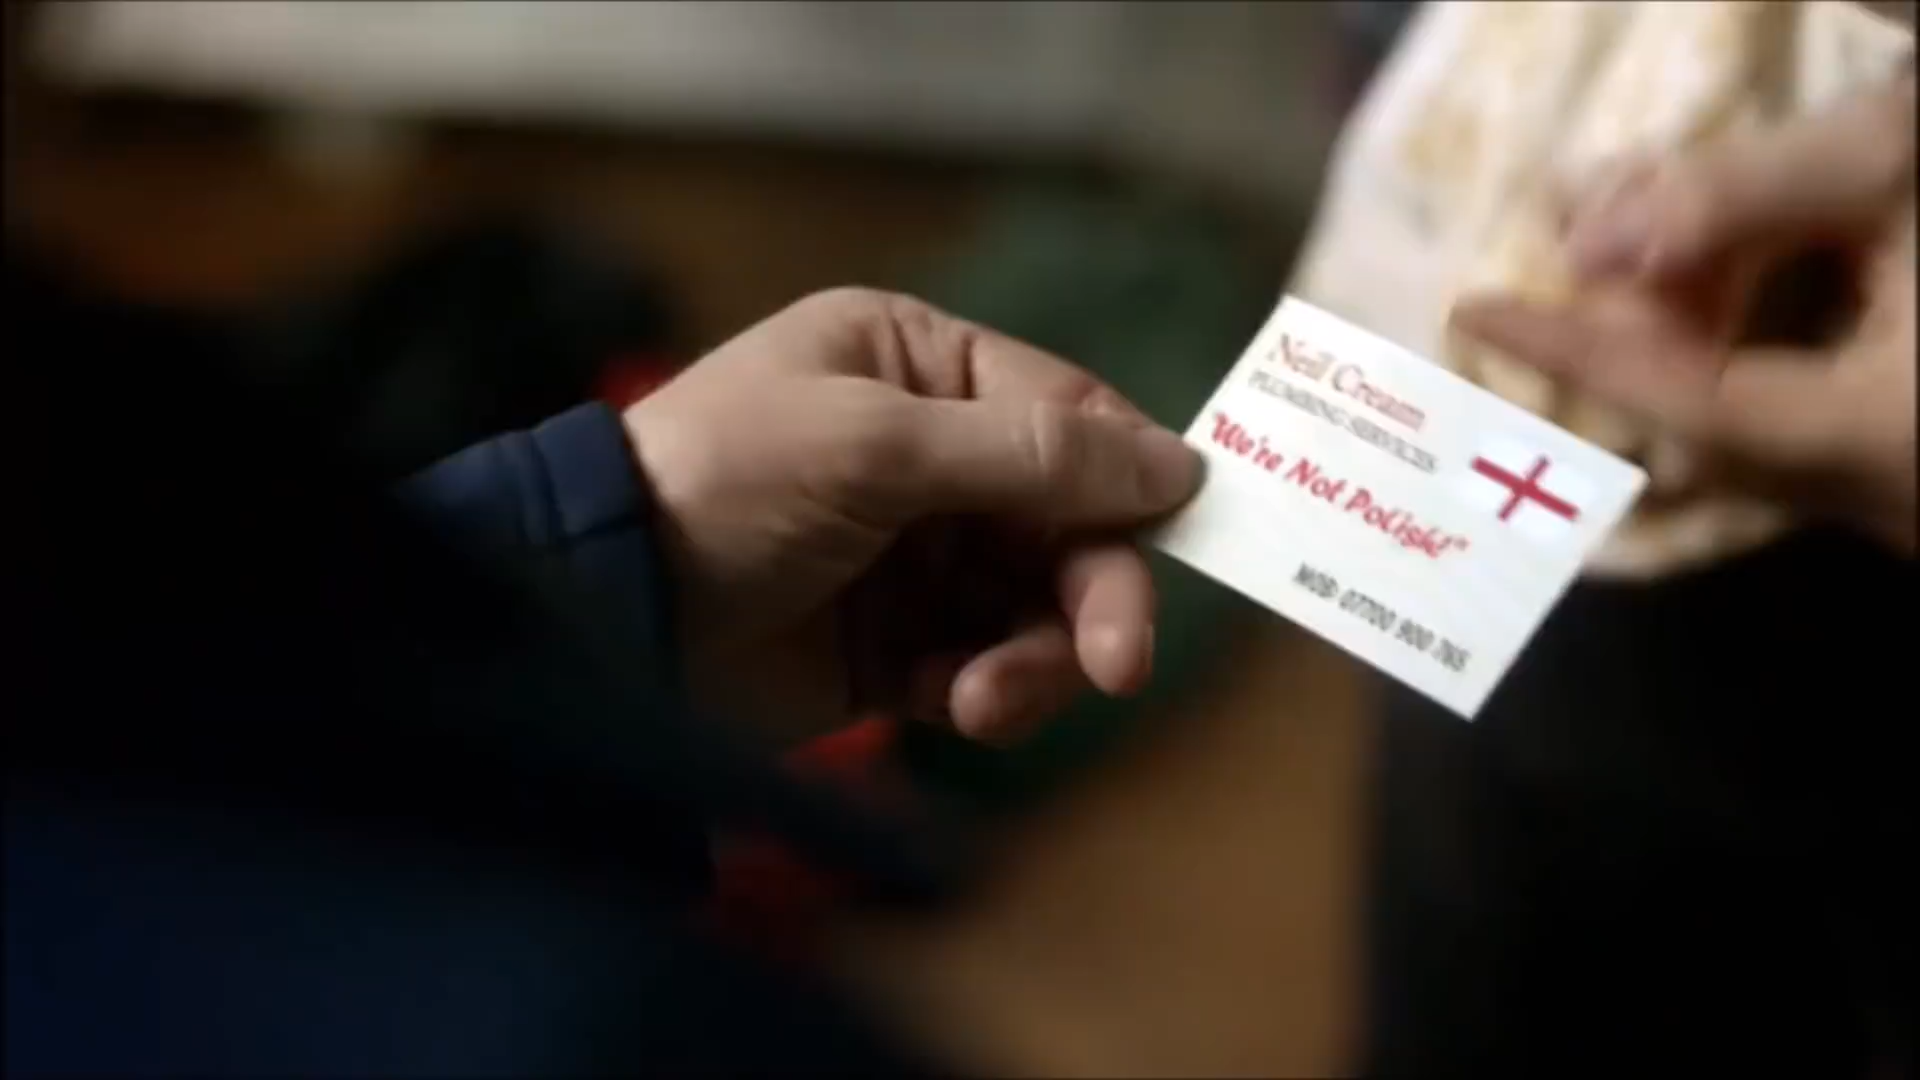 Neil Cream
PLUMBING SERVICES
"We're Not Polish!"
MOB: 07700 900 765